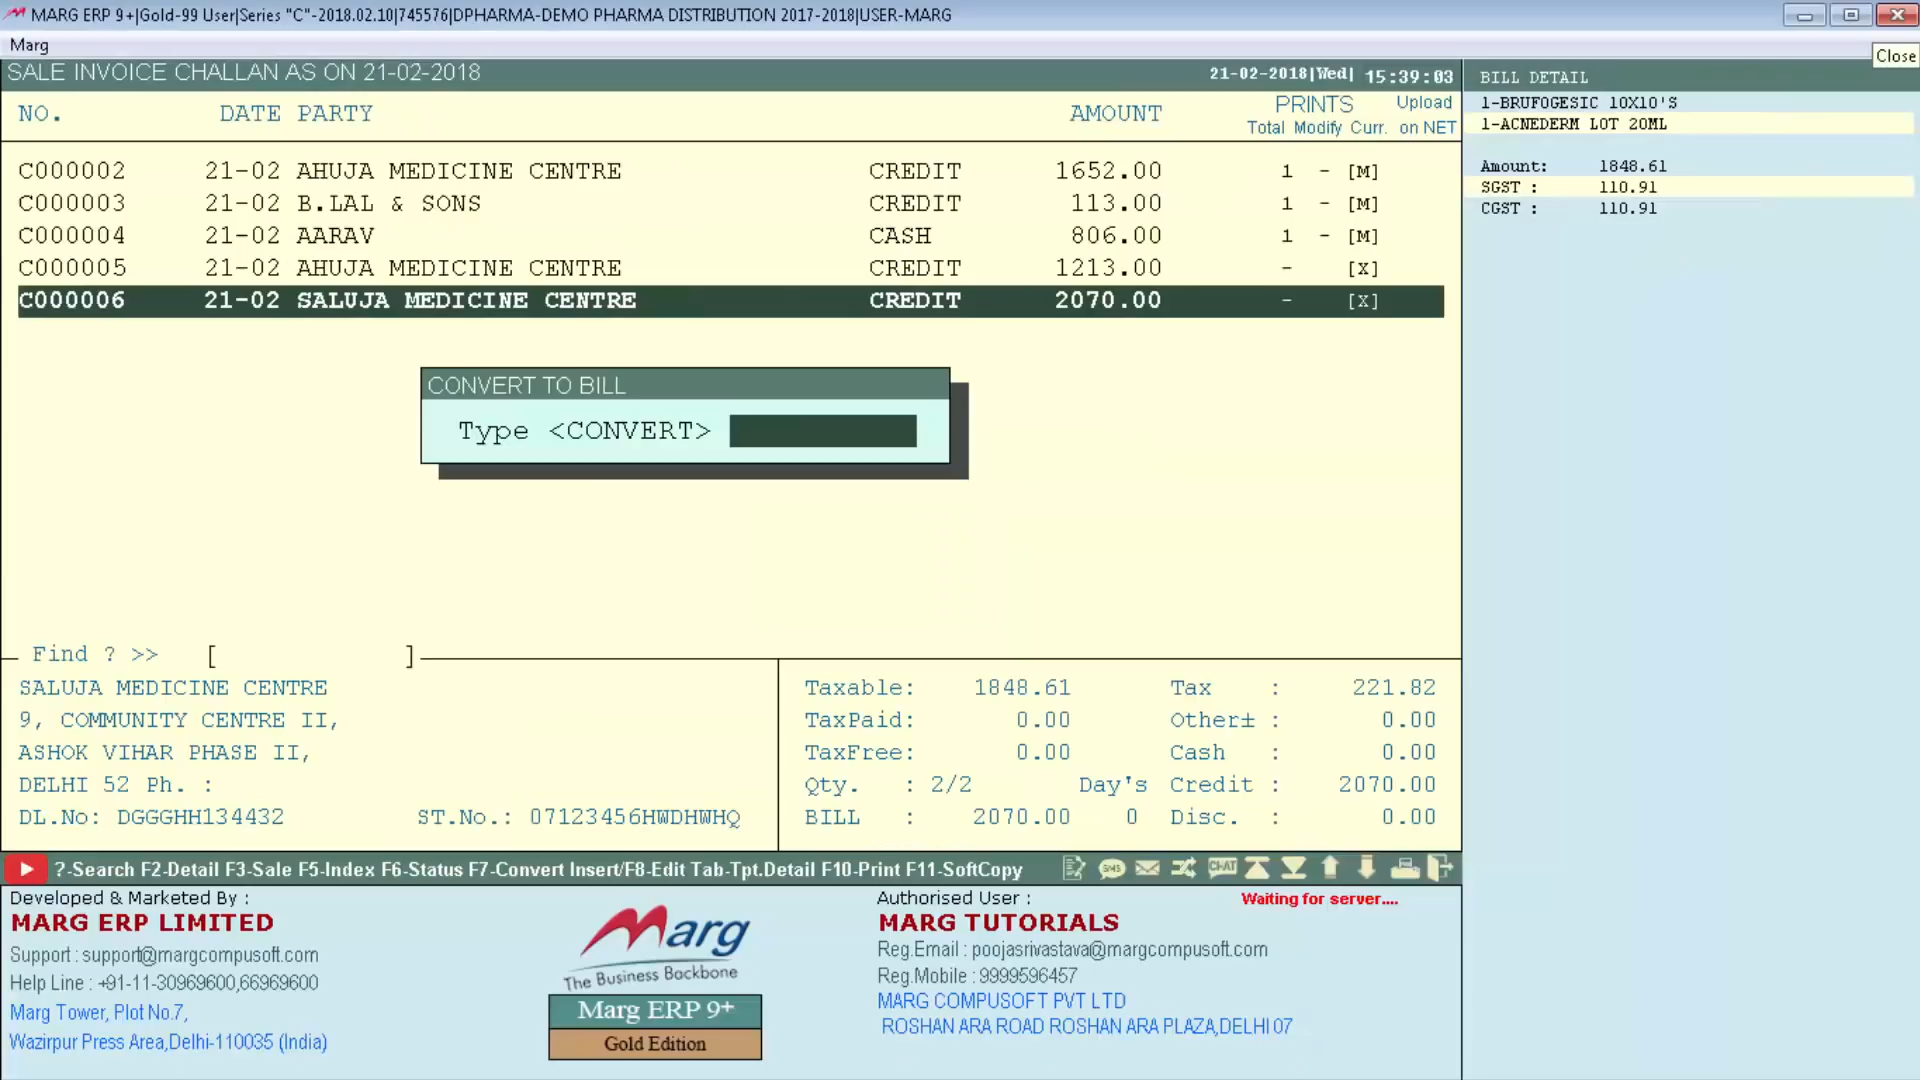 MARG ERP 9+|Gold-99 User|Series "C"-2018.02.10|745576|DPHARMA-DEMO PHARMA DISTRIBUTION 2017-2018|USER-MARG
Marg
Close
SALE INVOICE CHALLAN AS ON 21-02-2018 21-02-2018|Wed| 15:39:03
NO. DATE PARTY AMOUNT PRINTS Upload
Total Modify Curr. on NET
C000002 21-02 AHUJA MEDICINE CENTRE CREDIT 1652.00 1 - [M]
C000003 21-02 B.LAL & SONS CREDIT 113.00 1 - [M]
C000004 21-02 AARAV CASH 806.00 1 - [M]
C000005 21-02 AHUJA MEDICINE CENTRE CREDIT 1213.00 - [X]
C000006 21-02 SALUJA MEDICINE CENTRE CREDIT 2070.00 - [X]
CONVERT TO BILL
Type <CONVERT>
Find ? >> [ ]
SALUJA MEDICINE CENTRE
9, COMMUNITY CENTRE II,
ASHOK VIHAR PHASE II,
DELHI 52 Ph. :
DL.No: DGGGHH134432 ST.No.: 07123456HWDHWHQ
Taxable: 1848.61 Tax : 221.82
TaxPaid: 0.00 Other± : 0.00
TaxFree: 0.00 Cash : 0.00
Qty. : 2/2 Day's Credit : 2070.00
BILL : 2070.00 0 Disc. : 0.00
BILL DETAIL
1-BRUFOGESIC 10X10'S
1-ACNEDERM LOT 20ML
Amount: 1848.61
SGST : 110.91
CGST : 110.91
?-Search F2-Detail F3-Sale F5-Index F6-Status F7-Convert Insert/F8-Edit Tab-Tpt.Detail F10-Print F11-SoftCopy
SMS
CHAT
Developed & Marketed By :
MARG ERP LIMITED
Support : support@margcompusoft.com
Help Line : +91-11-30969600,66969600
Marg Tower, Plot No.7,
Wazirpur Press Area,Delhi-110035 (India)
Marg
The Business Backbone
Marg ERP 9+
Gold Edition
Authorised User :
MARG TUTORIALS
Reg.Email : poojasrivastava@margcompusoft.com
Reg.Mobile : 9999596457
MARG COMPUSOFT PVT LTD
ROSHAN ARA ROAD ROSHAN ARA PLAZA,DELHI 07
Waiting for server....